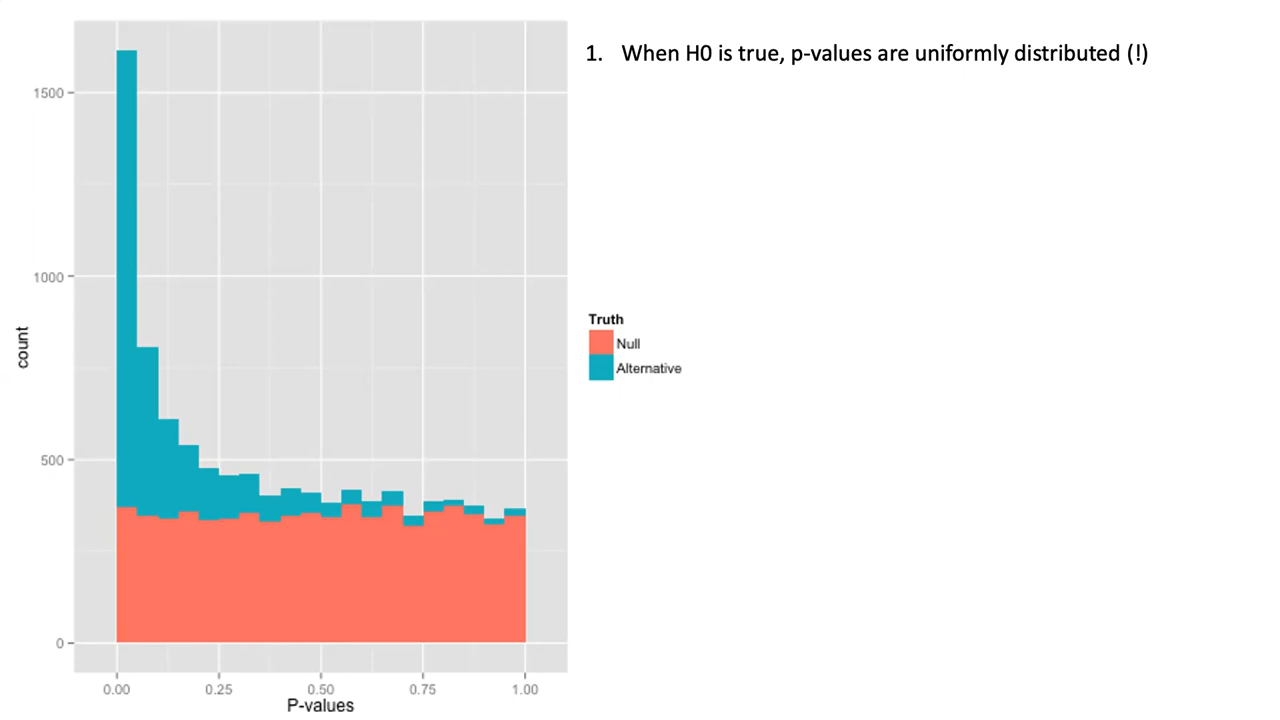 1. When H0 is true, p-values are uniformly distributed (!)
1500
1000
500
0
count
0.00 0.25 0.50 0.75 1.00
P-values
Truth
Null
Alternative